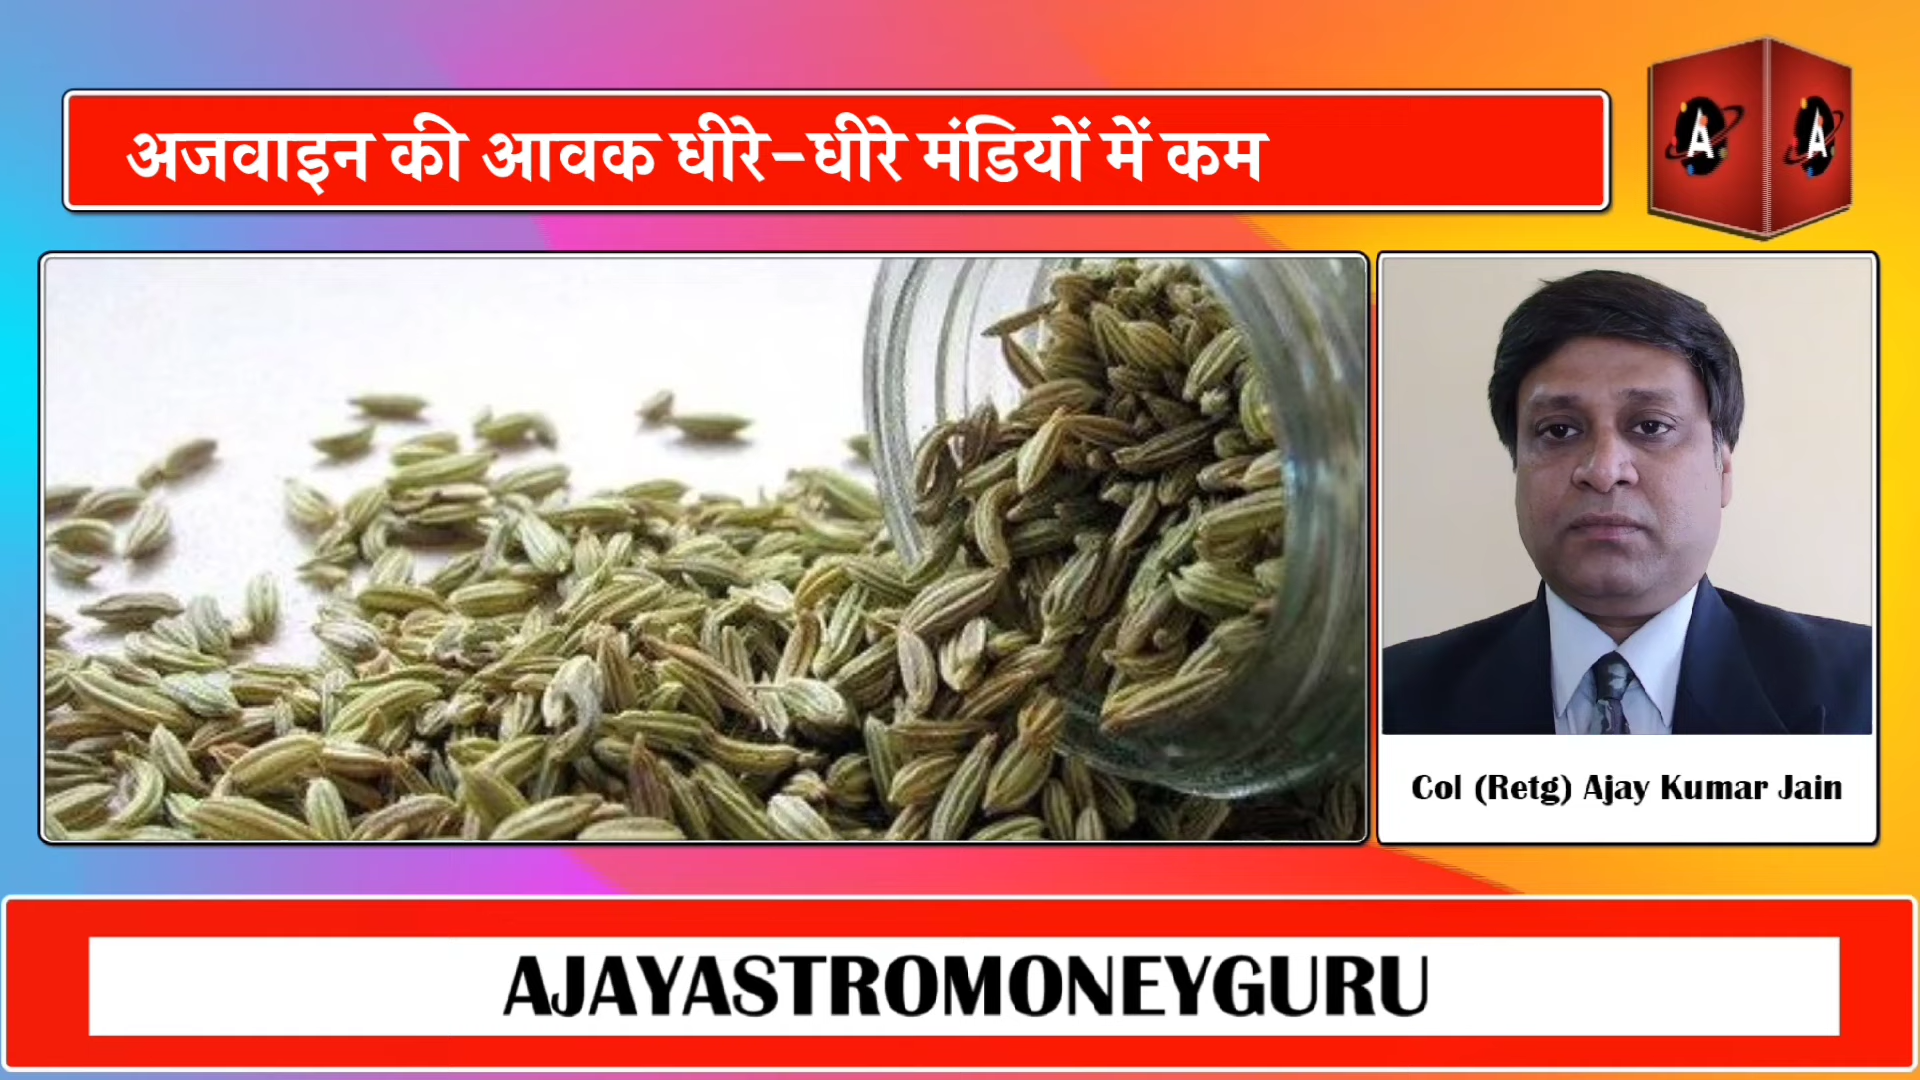 अजवाइन की आवक धीरे-धीरे मंडियों में कम
A A
Col (Retg) Ajay Kumar Jain
AJAYASTROMONEYGURU